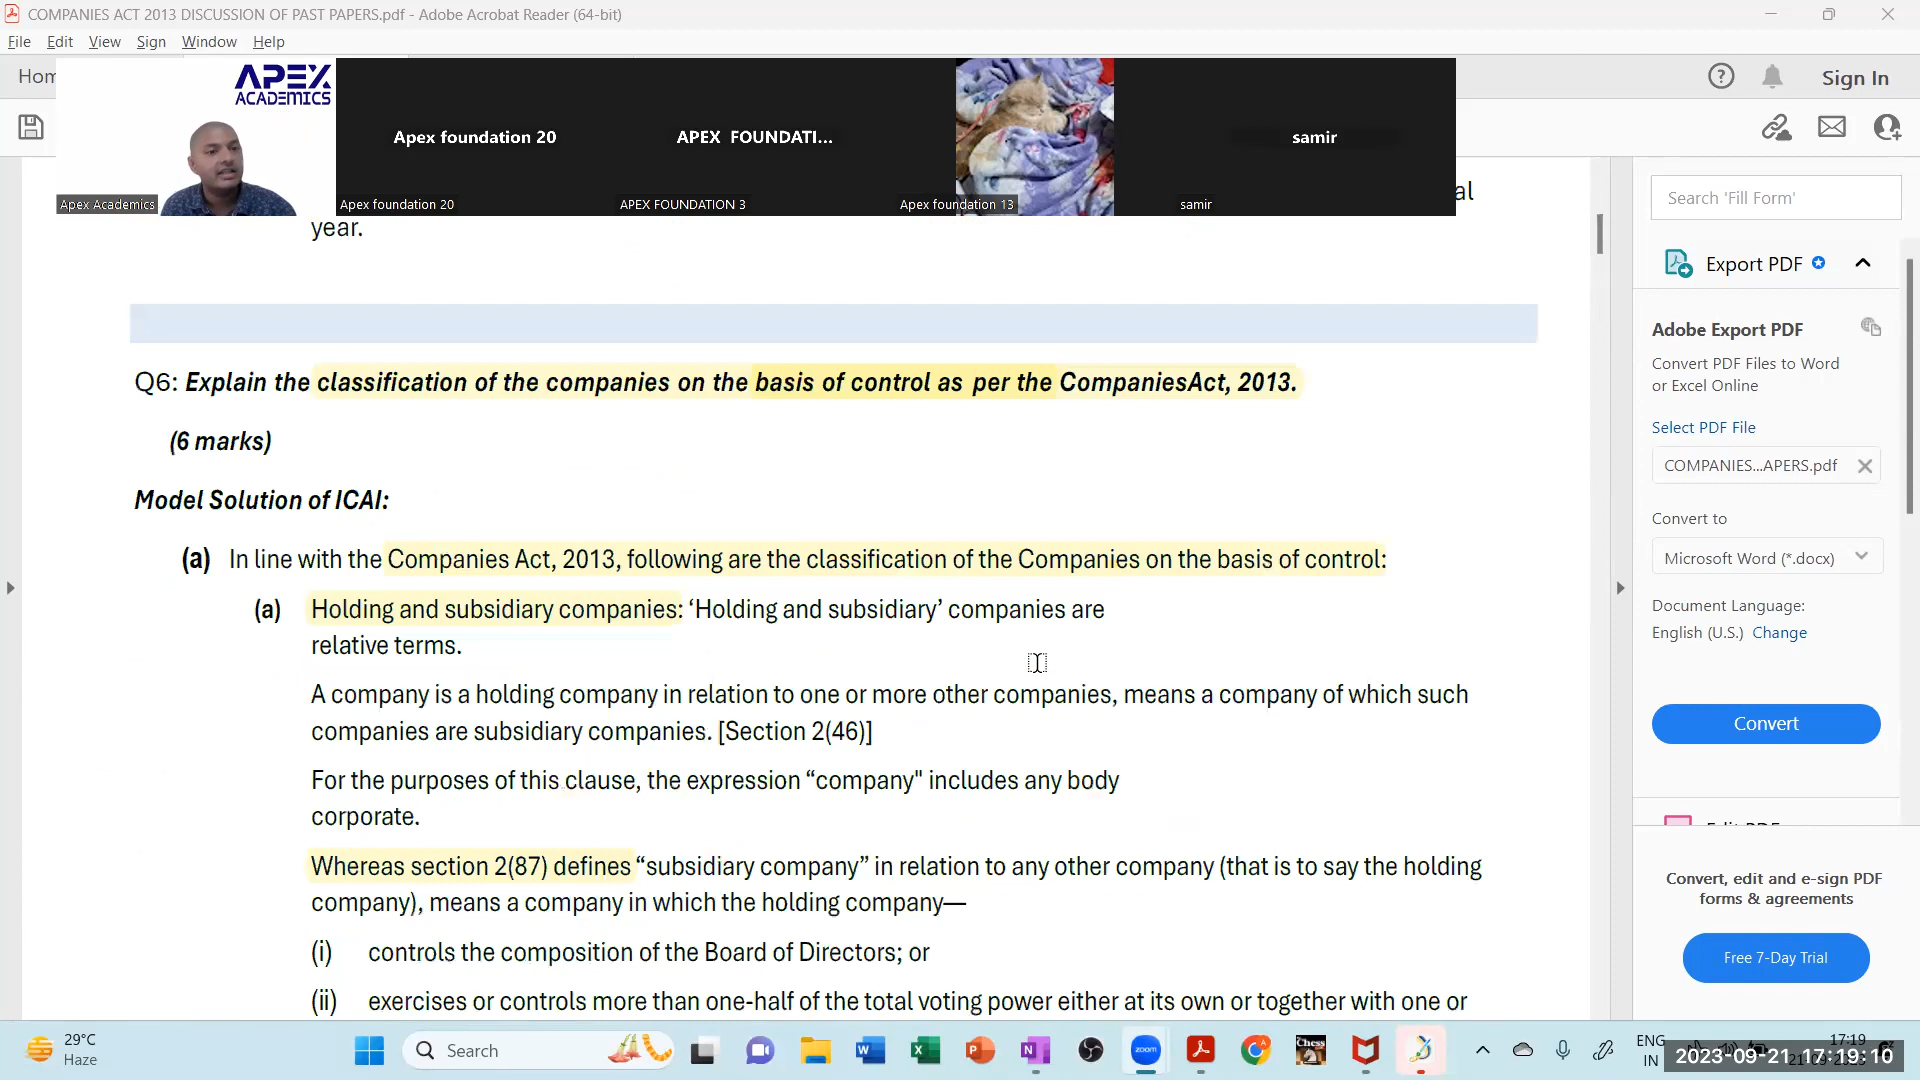 COMPANIES ACT 2013 DISCUSSION OF PAST PAPERS.pdf - Adobe Acrobat Reader (64-bit)
File Edit View Sign Window Help
Hom
Sign In
APEX
ACADEMICS
Apex foundation 20
APEX FOUNDATI...
samir
Apex Academics
Apex foundation 20
APEX FOUNDATION 3
Apex foundation 13
samir
al
year.
Q6: Explain the classification of the companies on the basis of control as per the CompaniesAct, 2013.
(6 marks)
Model Solution of ICAI:
(a) In line with the Companies Act, 2013, following are the classification of the Companies on the basis of control:
(a) Holding and subsidiary companies: ‘Holding and subsidiary’ companies are
relative terms.
A company is a holding company in relation to one or more other companies, means a company of which such
companies are subsidiary companies. [Section 2(46)]
For the purposes of this clause, the expression “company" includes any body
corporate.
Whereas section 2(87) defines “subsidiary company” in relation to any other company (that is to say the holding
company), means a company in which the holding company—
(i) controls the composition of the Board of Directors; or
(ii) exercises or controls more than one-half of the total voting power either at its own or together with one or
Search 'Fill Form'
Export PDF
Adobe Export PDF
Convert PDF Files to Word
or Excel Online
Select PDF File
COMPANIES...APERS.pdf
Convert to
Microsoft Word (*.docx)
Document Language:
English (U.S.) Change
Convert
Convert, edit and e-sign PDF
forms & agreements
Free 7-Day Trial
29°C
Haze
Search
zoom
Chess
ENG
IN
17:19
2023-09-21 17:19:10